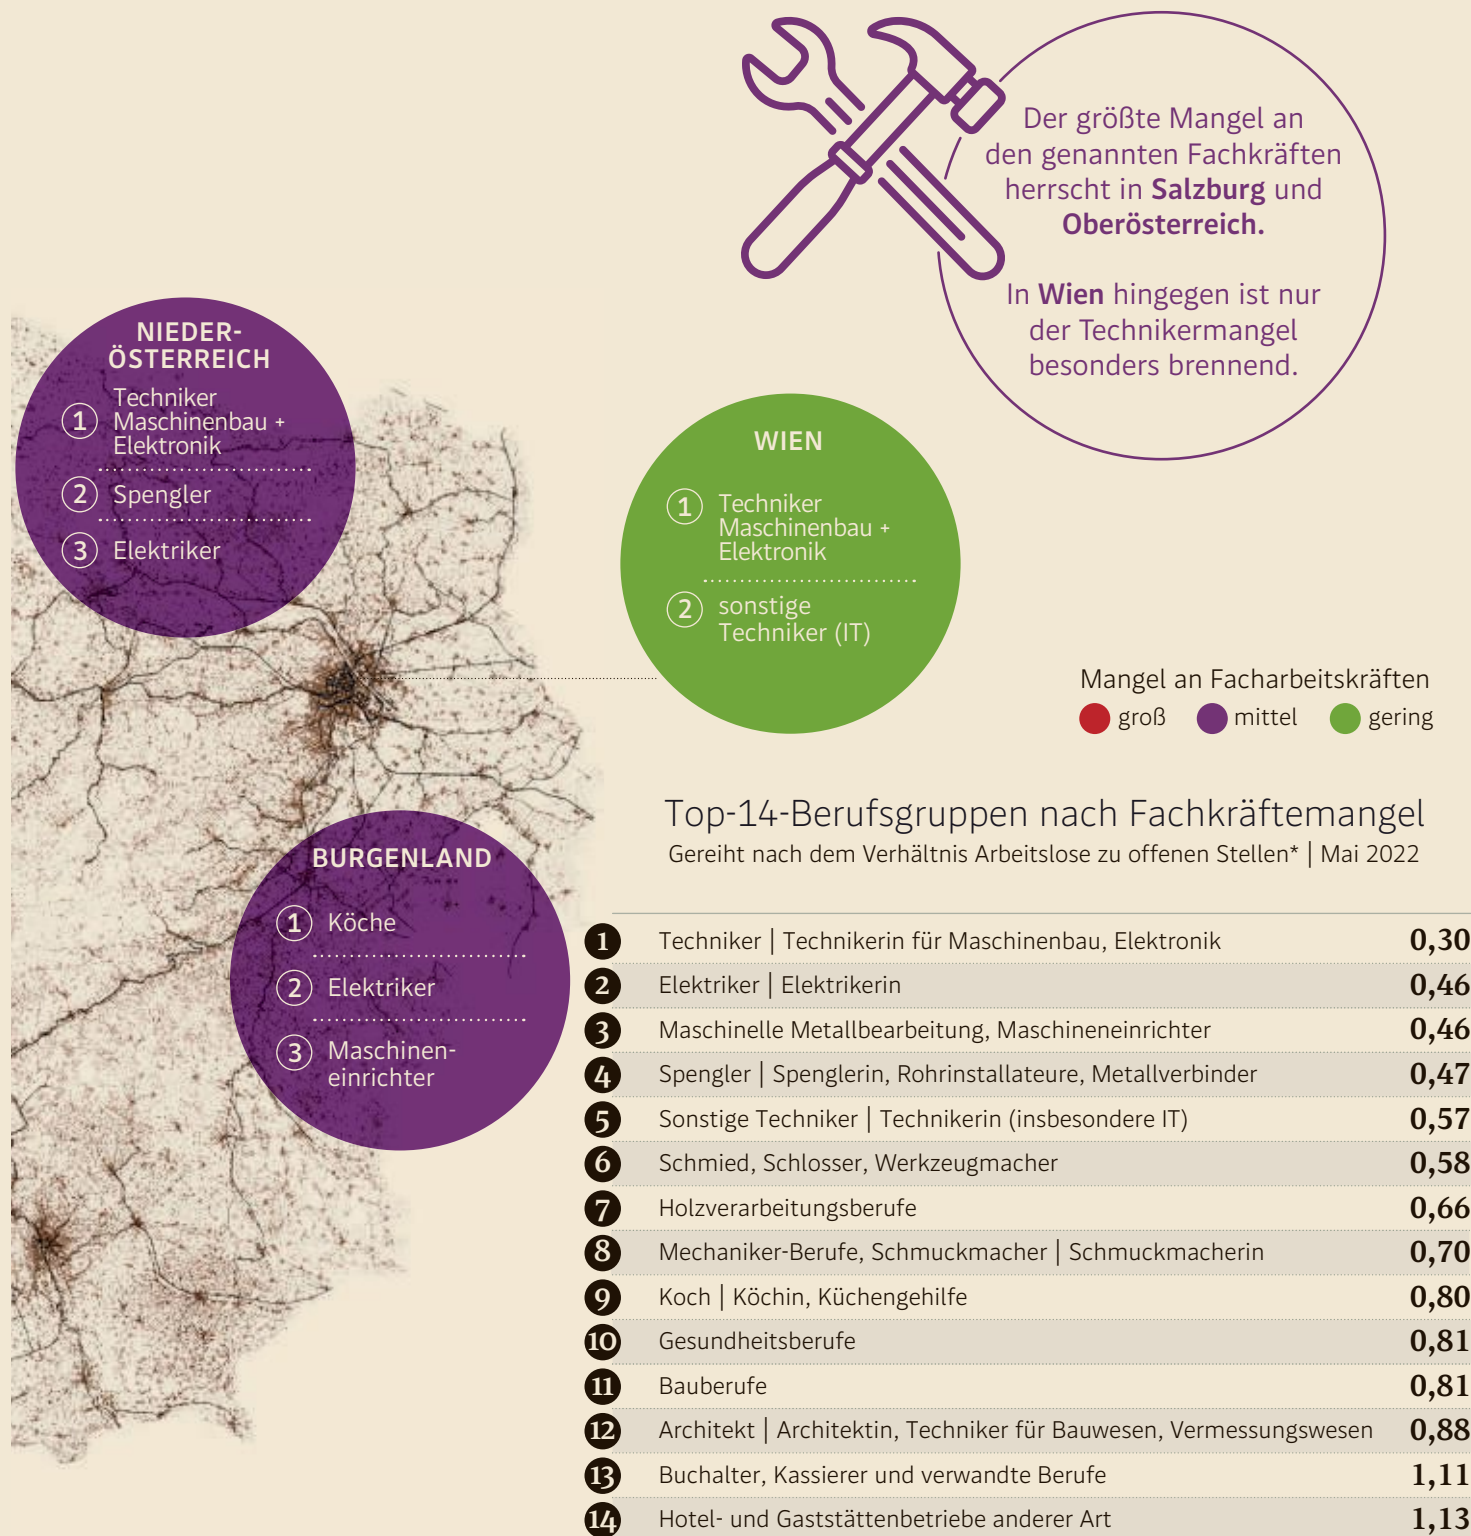 Der größte Mangel an
den genannten Fachkräften
herrscht in Salzburg und
Oberösterreich.
In Wien hingegen ist nur
der Technikermangel
besonders brennend.
NIEDER-
ÖSTERREICH
1 Techniker
Maschinenbau +
Elektronik
2 Spengler
3 Elektriker
WIEN
1 Techniker
Maschinenbau +
Elektronik
2 sonstige
Techniker (IT)
Mangel an Facharbeitskräften
groß mittel gering
BURGENLAND
1 Köche
2 Elektriker
3 Maschinen-
einrichter
Top-14-Berufsgruppen nach Fachkräftemangel
Gereiht nach dem Verhältnis Arbeitslose zu offenen Stellen* | Mai 2022
1 Techniker | Technikerin für Maschinenbau, Elektronik 0,30
2 Elektriker | Elektrikerin 0,46
3 Maschinelle Metallbearbeitung, Maschineneinrichter 0,46
4 Spengler | Spenglerin, Rohrinstallateure, Metallverbinder 0,47
5 Sonstige Techniker | Technikerin (insbesondere IT) 0,57
6 Schmied, Schlosser, Werkzeugmacher 0,58
7 Holzverarbeitungsberufe 0,66
8 Mechaniker-Berufe, Schmuckmacher | Schmuckmacherin 0,70
9 Koch | Köchin, Küchengehilfe 0,80
10 Gesundheitsberufe 0,81
11 Bauberufe 0,81
12 Architekt | Architektin, Techniker für Bauwesen, Vermessungswesen 0,88
13 Buchalter, Kassierer und verwandte Berufe 1,11
14 Hotel- und Gaststättenbetriebe anderer Art 1,13